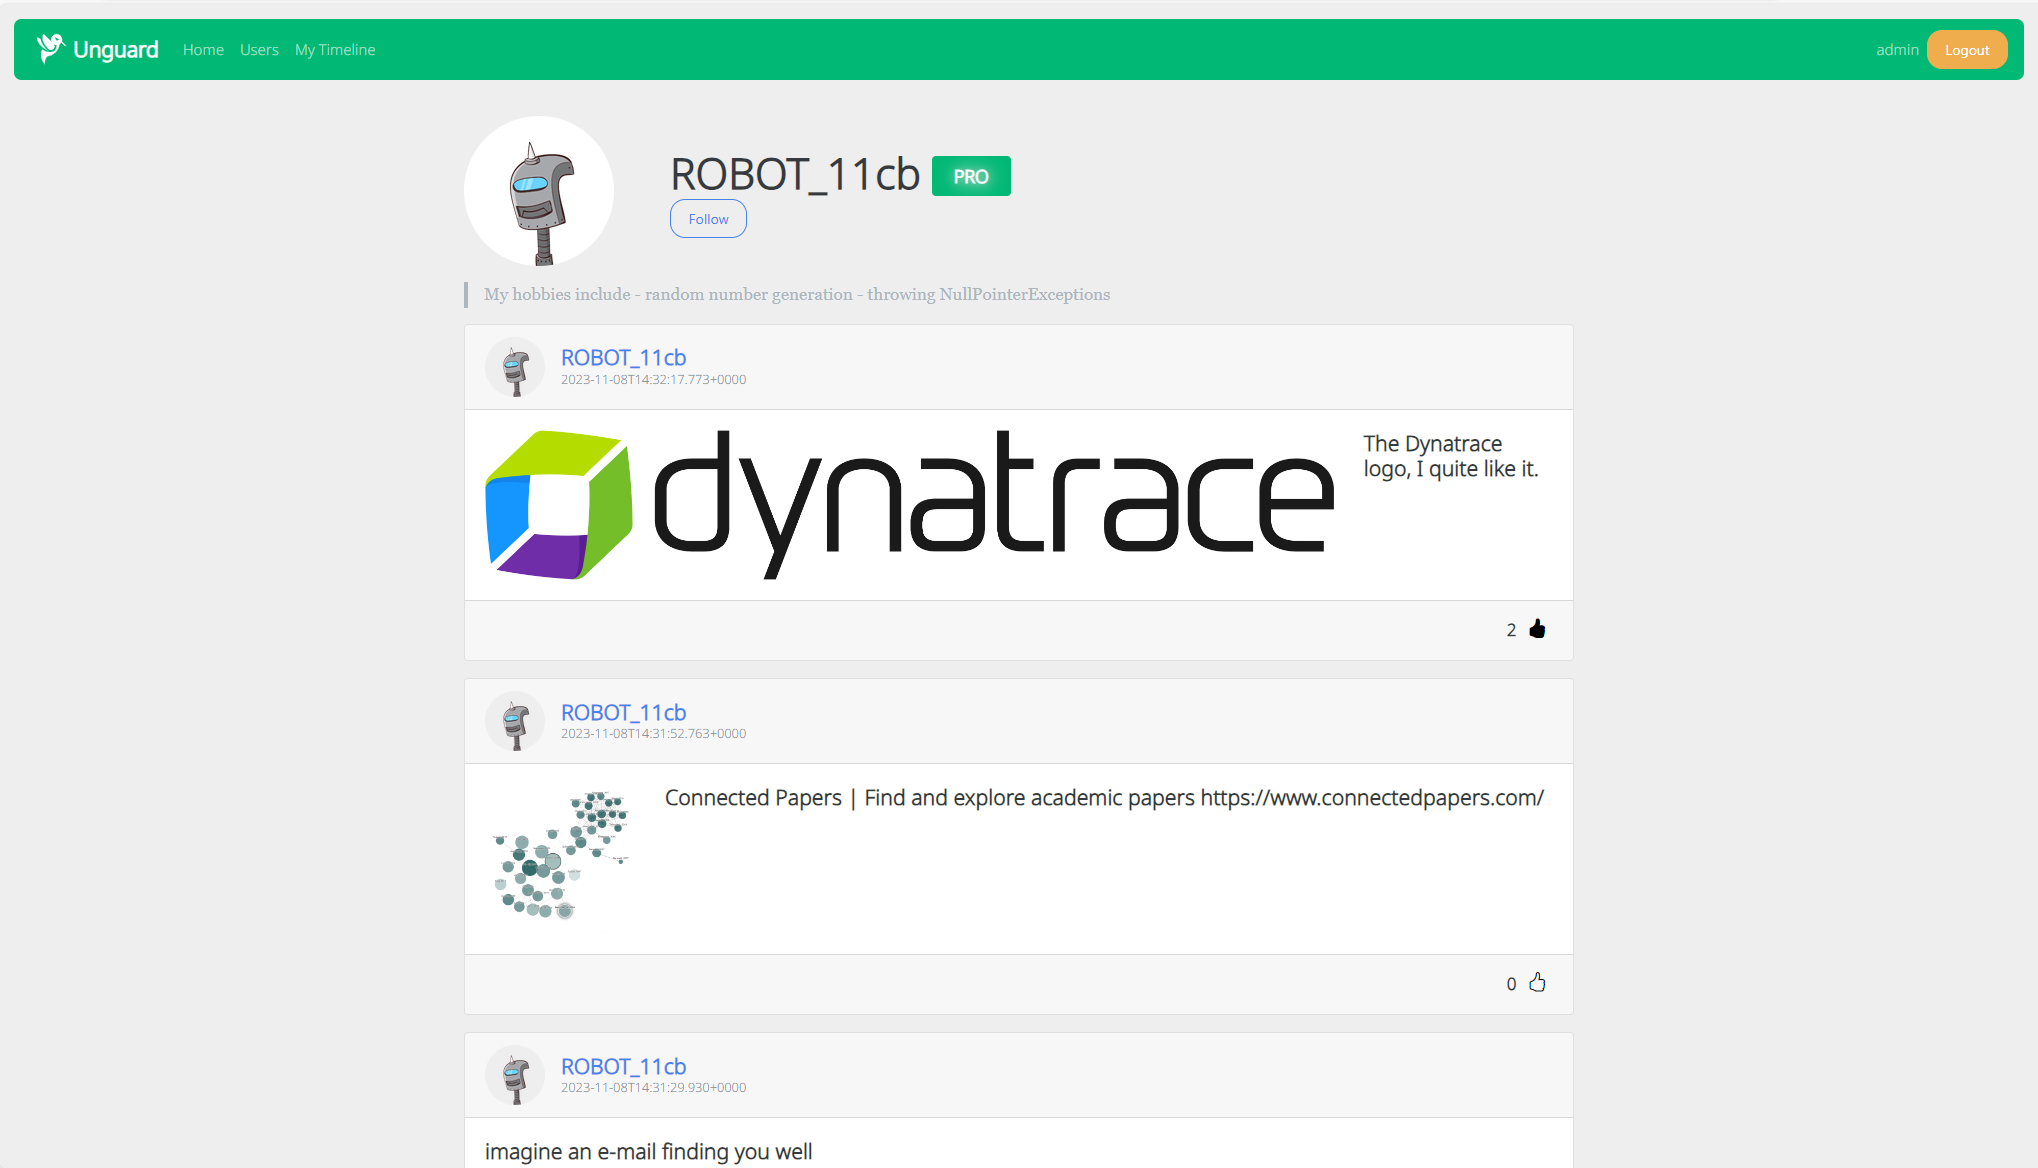 Unguard Home Users My Timeline admin Logout
ROBOT_11cb PRO
Follow
My hobbies include - random number generation - throwing NullPointerExceptions
ROBOT_11cb
2023-11-08T14:32:17.773+0000
dynatrace
The Dynatrace
logo, I quite like it.
2
ROBOT_11cb
2023-11-08T14:31:52.763+0000
Connected Papers | Find and explore academic papers https://www.connectedpapers.com/
0
ROBOT_11cb
2023-11-08T14:31:29.930+0000
imagine an e-mail finding you well